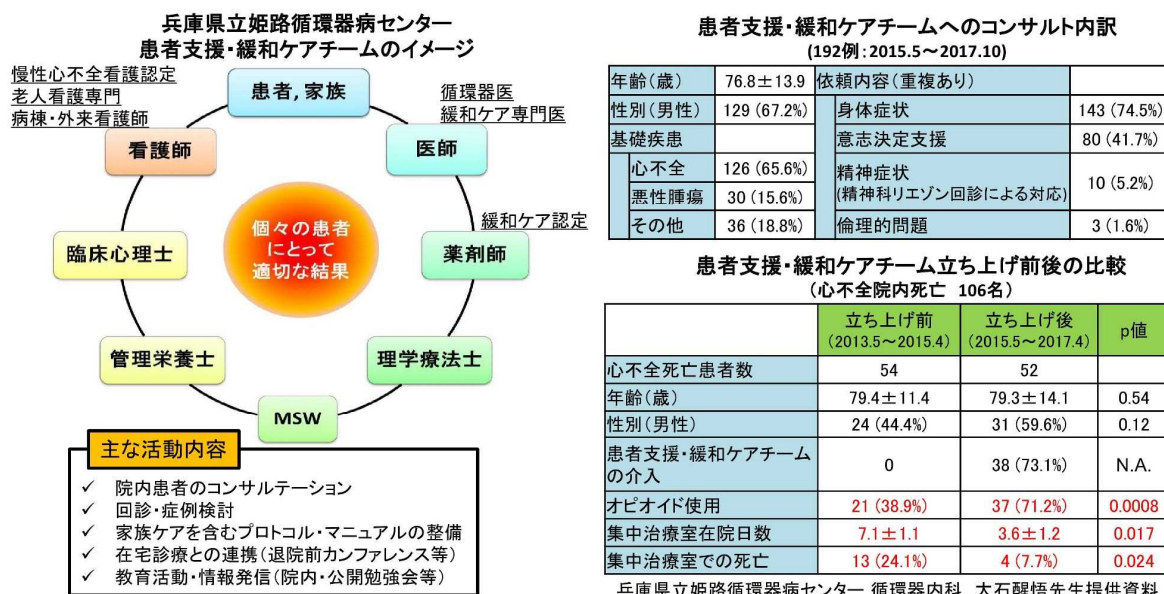 兵庫県立姫路循環器病センター
患者支援・緩和ケアチームのイメージ
慢性心不全看護認定
老人看護専門
病棟・外来看護師
看護師
患者,家族
循環器医
緩和ケア専門医
医師
緩和ケア認定
薬剤師
理学療法士
MSW
管理栄養士
臨床心理士
個々の患者
にとって
適切な結果
主な活動内容
✓ 院内患者のコンサルテーション
✓ 回診・症例検討
✓ 家族ケアを含むプロトコル・マニュアルの整備
✓ 在宅診療との連携(退院前カンファレンス等)
✓ 教育活動・情報発信(院内・公開勉強会等)
患者支援・緩和ケアチームへのコンサルト内訳
(192例:2015.5~2017.10)
年齢(歳) 76.8±13.9 依頼内容(重複あり)
性別(男性) 129 (67.2%) 身体症状 143 (74.5%)
基礎疾患 意志決定支援 80 (41.7%)
心不全 126 (65.6%) 精神症状
(精神科リエゾン回診による対応) 10 (5.2%)
悪性腫瘍 30 (15.6%)
その他 36 (18.8%) 倫理的問題 3 (1.6%)
患者支援・緩和ケアチーム立ち上げ前後の比較
(心不全院内死亡 106名)
立ち上げ前 立ち上げ後 p値
(2013.5~2015.4) (2015.5~2017.4)
心不全死亡患者数 54 52
年齢(歳) 79.4±11.4 79.3±14.1 0.54
性別(男性) 24 (44.4%) 31 (59.6%) 0.12
患者支援・緩和ケアチーム
の介入 0 38 (73.1%) N.A.
オピオイド使用 21 (38.9%) 37 (71.2%) 0.0008
集中治療室在院日数 7.1±1.1 3.6±1.2 0.017
集中治療室での死亡 13 (24.1%) 4 (7.7%) 0.024
兵庫県立姫路循環器病センター 循環器内科 大石醒悟先生提供資料